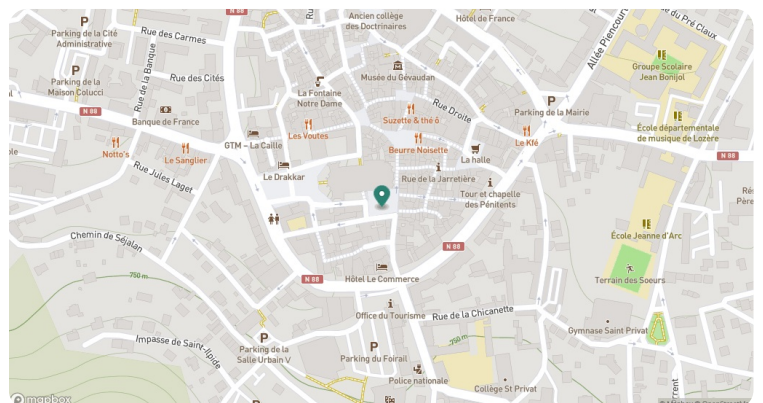 Ancien collège
des Doctrinaires
Hôtel de France
Rue du Pré Claux
Parking de la Cité
Administrative
Rue des Carmes
Allée Piencourt
Groupe Scolaire
Jean Bonijol
Parking de la
Maison Colucci
Rue de la Banque
Rue des Cités
Musée du Gévaudan
La Fontaine
Notre Dame
Rue Droite
Parking de la Mairie
N 88
Banque de France
Suzette & thé ô
Les Voutes
École départementale
de musique de Lozère
GTM – La Caille
Beurre Noisette
Le Klé
La halle
N 88
Notto's
Le Sanglier
Rue Jules Laget
Le Drakkar
Rue de la Jarretière
Tour et chapelle
des Pénitents
École Jeanne d'Arc
Chemin de Séjalan
N 88
N 88
750 m
Hôtel Le Commerce
Terrain des Soeurs
Office du Tourisme
Rue de la Chicanette
Gymnase Saint Privat
Impasse de Saint-Ilpide
Parking de la
Salle Urbain V
Parking du Foirail
750 m
Police nationale
Collège St Privat
mapbox